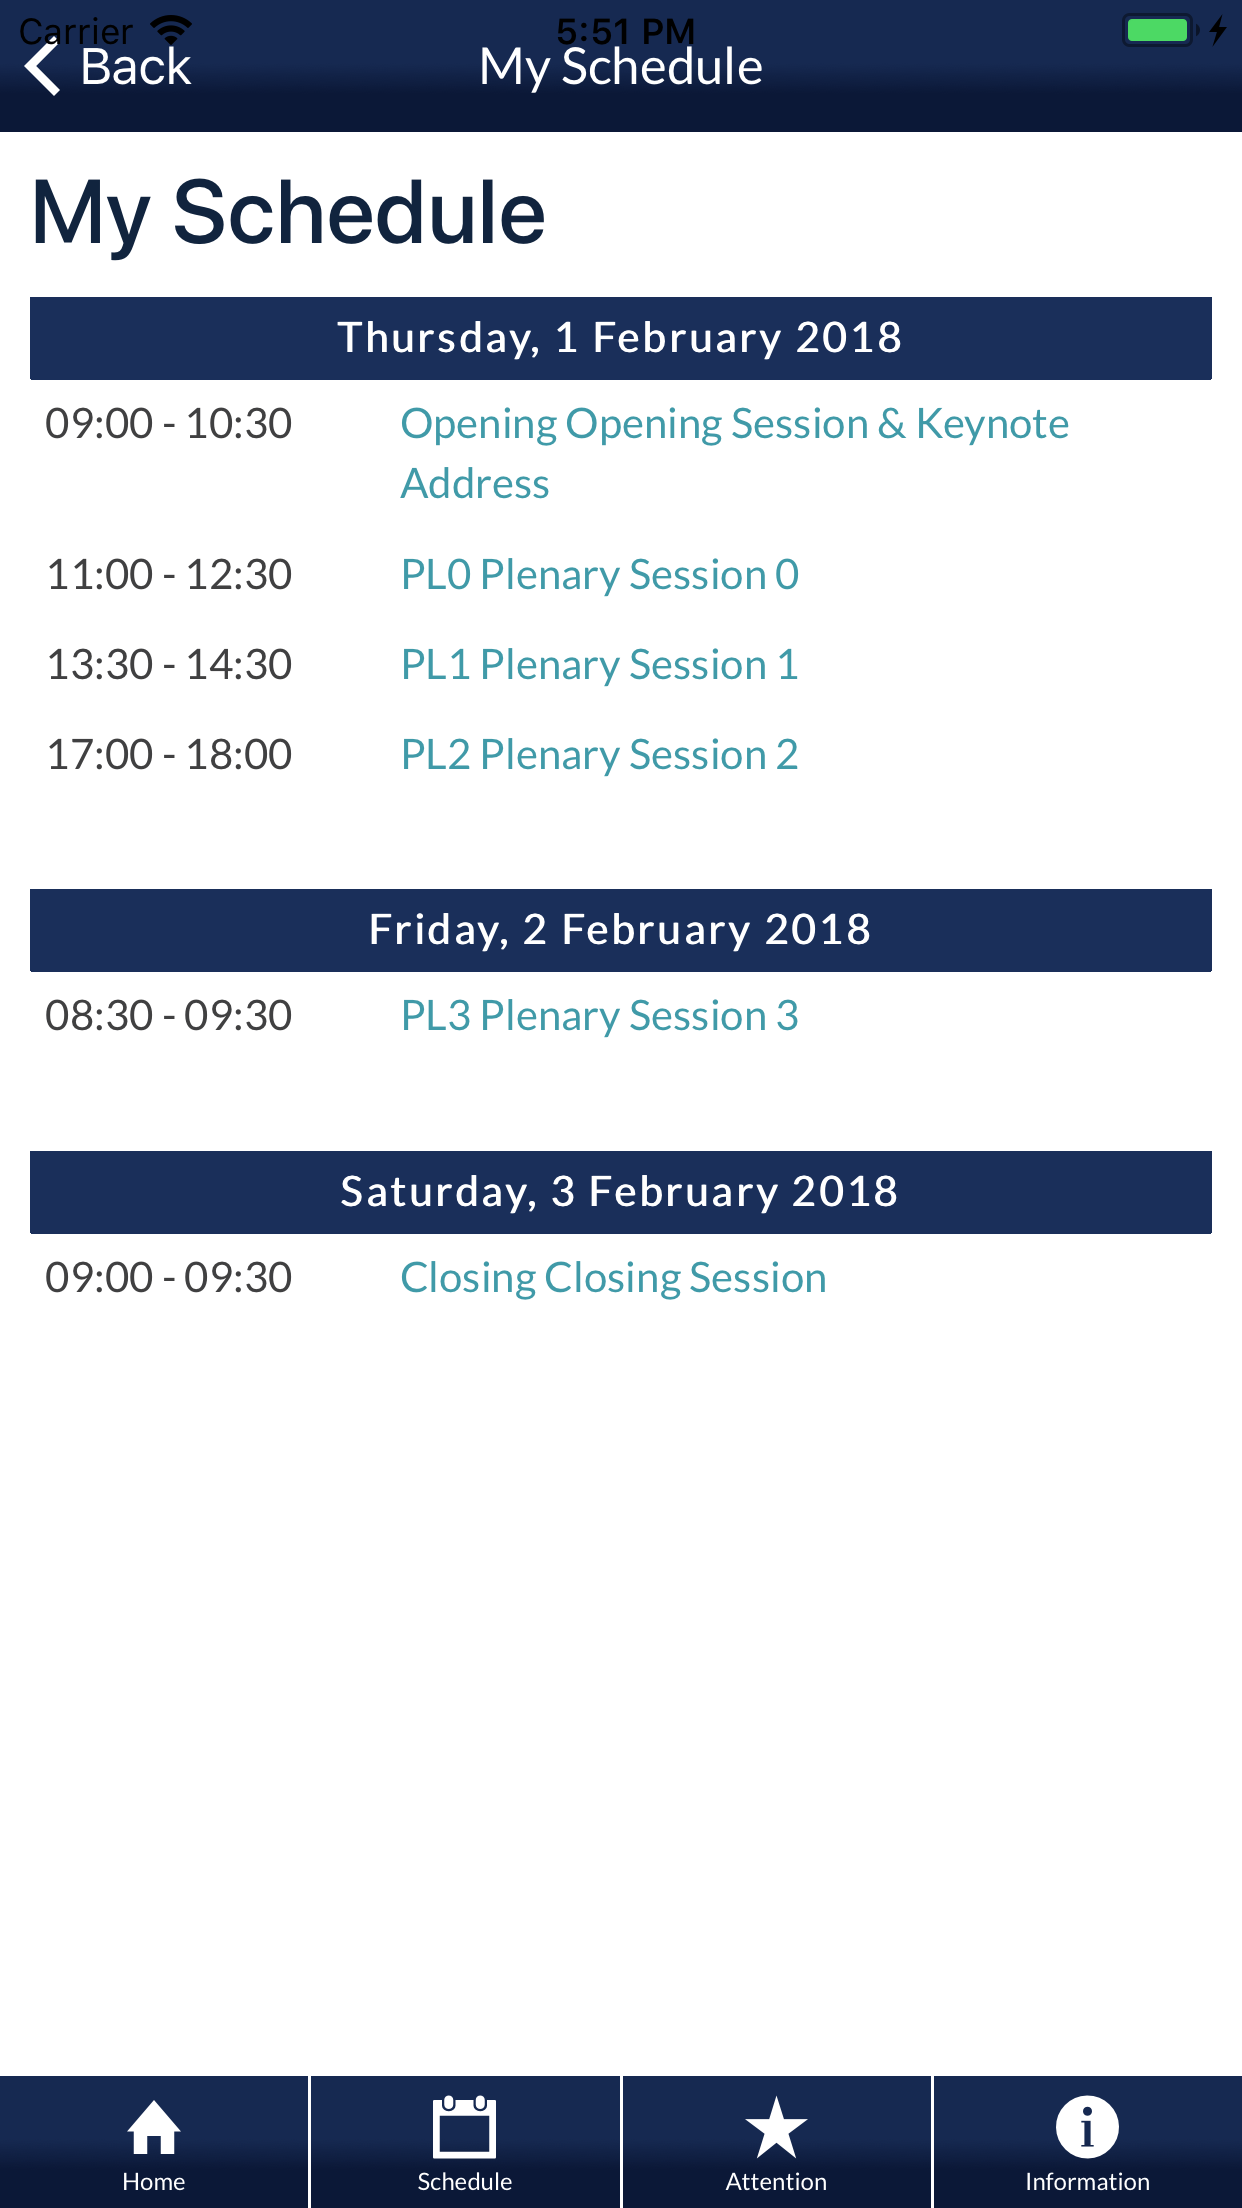 Carrier 5:51 PM
Back My Schedule
My Schedule
Thursday, 1 February 2018
09:00 - 10:30 Opening Opening Session & Keynote
Address
11:00 - 12:30 PL0 Plenary Session 0
13:30 - 14:30 PL1 Plenary Session 1
17:00 - 18:00 PL2 Plenary Session 2
Friday, 2 February 2018
08:30 - 09:30 PL3 Plenary Session 3
Saturday, 3 February 2018
09:00 - 09:30 Closing Closing Session
Home Schedule Attention Information